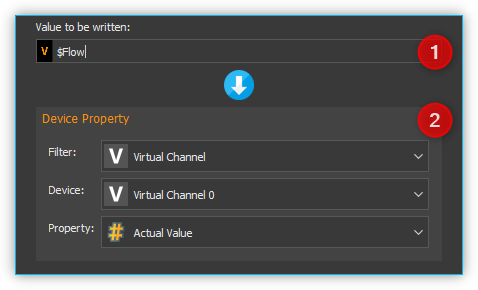 Value to be written:
V $Flow 1
Device Property 2
Filter: V Virtual Channel
Device: V Virtual Channel 0
Property: # Actual Value